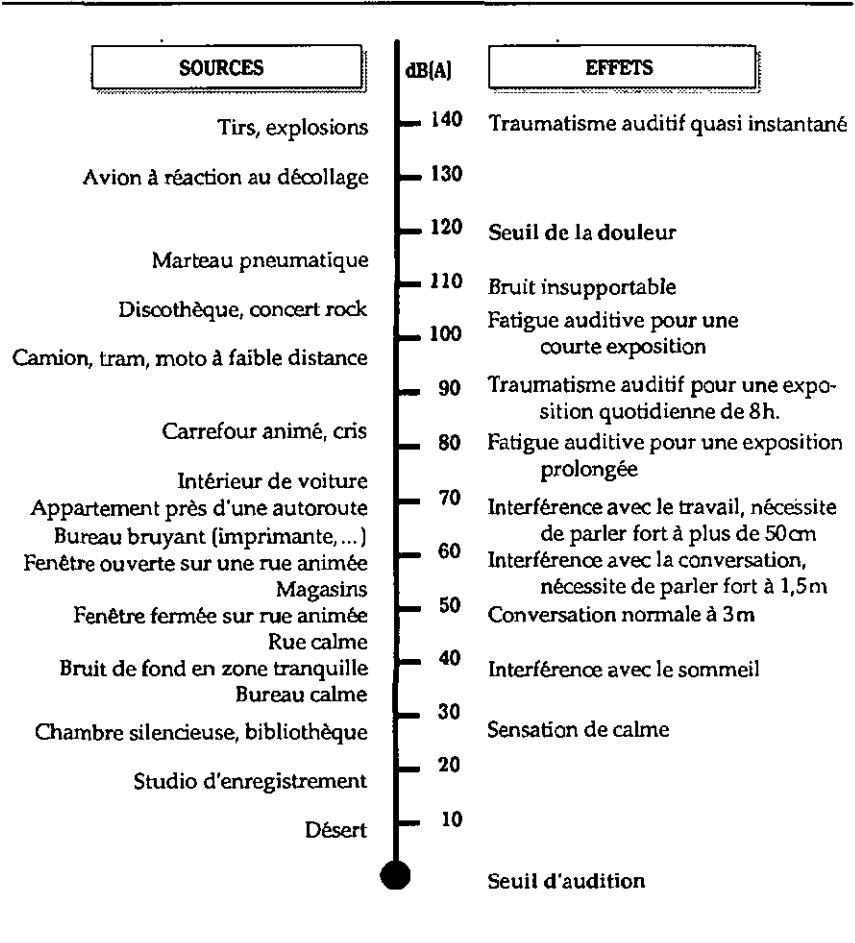 SOURCES dB(A) EFFETS
Tirs, explosions 140 Traumatisme auditif quasi instantané
Avion à réaction au décollage 130
120 Seuil de la douleur
Marteau pneumatique
110 Bruit insupportable
Discothèque, concert rock
100 Fatigue auditive pour une
courte exposition
Camion, tram, moto à faible distance
90 Traumatisme auditif pour une expo-
sition quotidienne de 8h.
Carrefour animé, cris
80 Fatigue auditive pour une exposition
prolongée
Intérieur de voiture
70 Interférence avec le travail, nécessite
Appartement près d'une autoroute
de parler fort à plus de 50cm
Bureau bruyant (imprimante,...)
60 Interférence avec la conversation,
Fenêtre ouverte sur une rue animée
nécessite de parler fort à 1,5m
Magasins
50 Conversation normale à 3m
Fenêtre fermée sur rue animée
Rue calme
40
Bruit de fond en zone tranquille Interférence avec le sommeil
Bureau calme
30
Chambre silencieuse, bibliothèque Sensation de calme
20
Studio d'enregistrement
10
Désert
Seuil d'audition